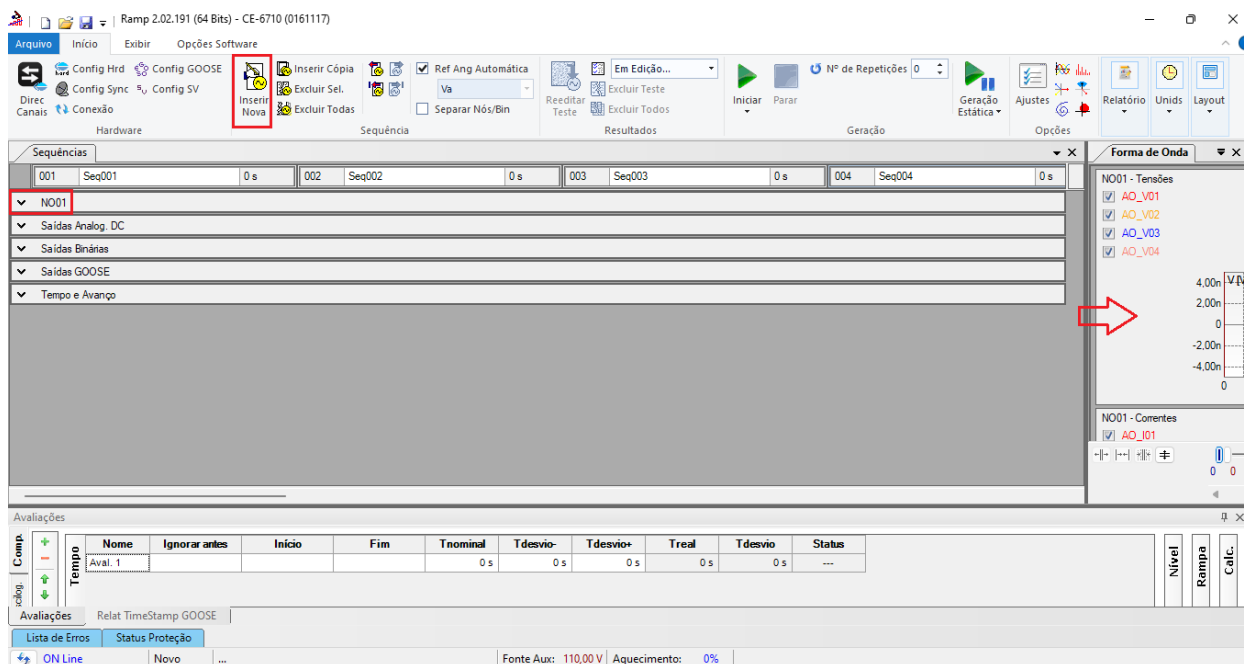 Ramp 2.02.191 (64 Bits) - CE-6710 (0161117)
Arquivo Início Exibir Opções Software
Direc Canais
Config Hrd Config GOOSE
Config Sync Config SV
Conexão
Hardware
Inserir Nova
Inserir Cópia
Excluir Sel.
Excluir Todas
Ref Ang Automática
Va
Separar Nós/Bin
Sequência
Reeditar Teste
Em Edição...
Excluir Teste
Excluir Todos
Resultados
Iniciar Parar
Nº de Repetições 0
Geração Estática
Geração
Ajustes
Opções
Relatório Unids Layout
Sequências
001 Seq001 0 s 002 Seq002 0 s 003 Seq003 0 s 004 Seq004 0 s
NO01
Saídas Analog. DC
Saídas Binárias
Saídas GOOSE
Tempo e Avanço
Forma de Onda
NO01 - Tensões
AO_V01
AO_V02
AO_V03
AO_V04
4,00n
2,00n
0
-2,00n
-4,00n
0
NO01 - Correntes
AO_I01
0 0
Avaliações
Comp.
Tempo
Nome Ignorar antes Início Fim Tnominal Tdesvio- Tdesvio+ Treal Tdesvio Status
Aval. 1 0 s 0 s 0 s 0 s 0 s ---
Nível
Rampa
Calc.
Avaliações Relat TimeStamp GOOSE
Lista de Erros Status Proteção
ON Line Novo ... Fonte Aux: 110,00 V Aquecimento: 0%